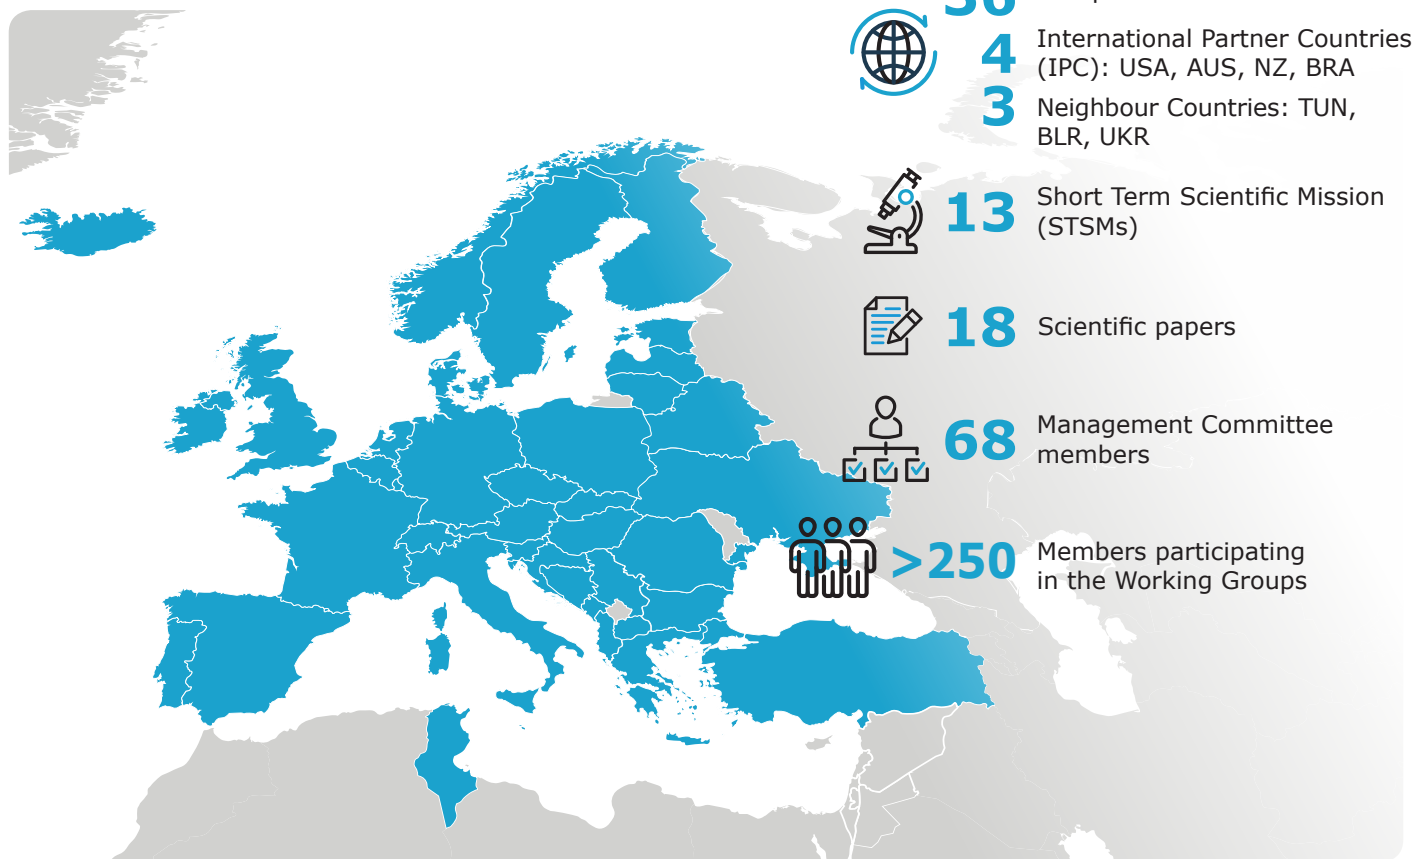 4
International Partner Countries
(IPC): USA, AUS, NZ, BRA
3
Neighbour Countries: TUN,
BLR, UKR
13
Short Term Scientific Mission
(STSMs)
18
Scientific papers
68
Management Committee
members
>250
Members participating
in the Working Groups